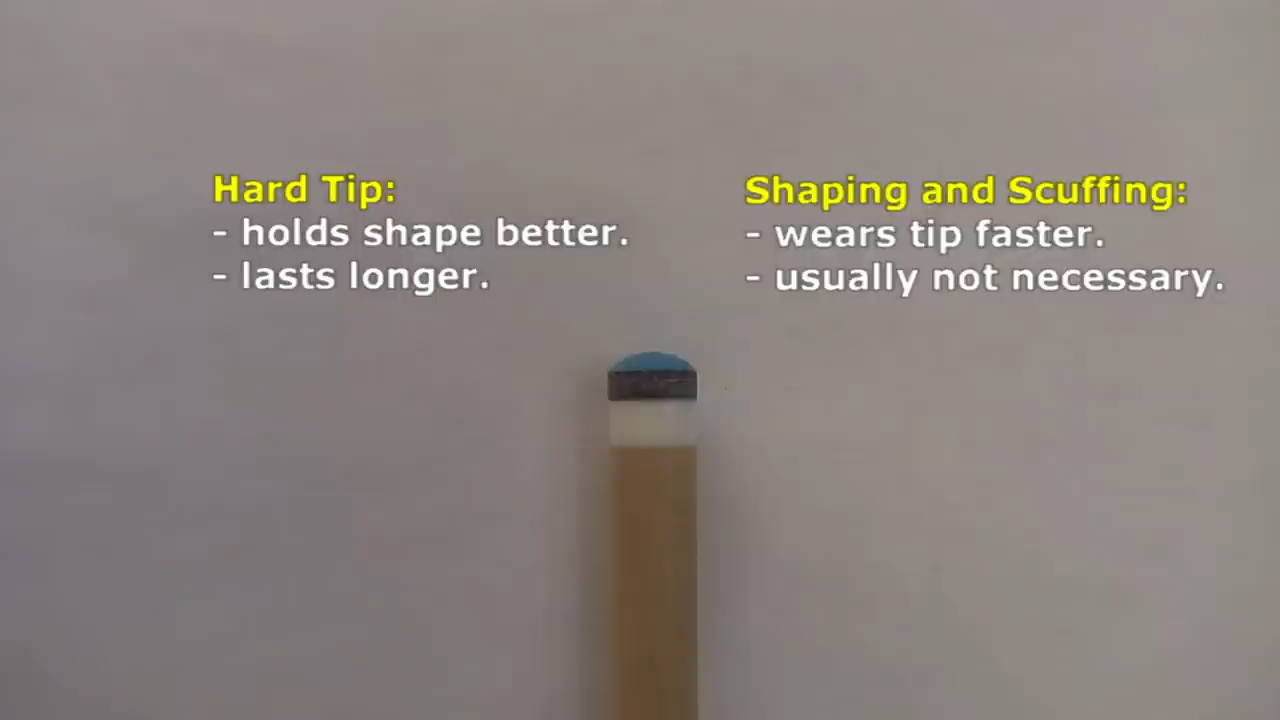 Hard Tip:
- holds shape better.
- lasts longer.
Shaping and Scuffing:
- wears tip faster.
- usually not necessary.